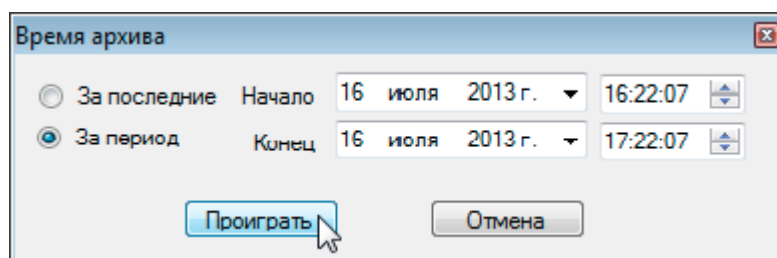 Время архива
За последние Начало 16 июля 2013 г. 16:22:07
За период Конец 16 июля 2013 г. 17:22:07
Проиграть Отмена